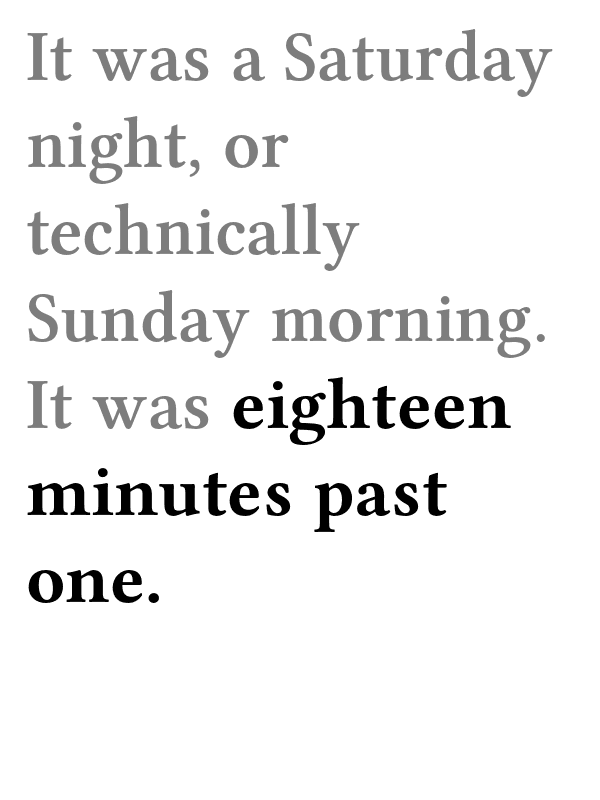 It was a Saturday
night, or
technically
Sunday morning.
It was eighteen
minutes past
one.